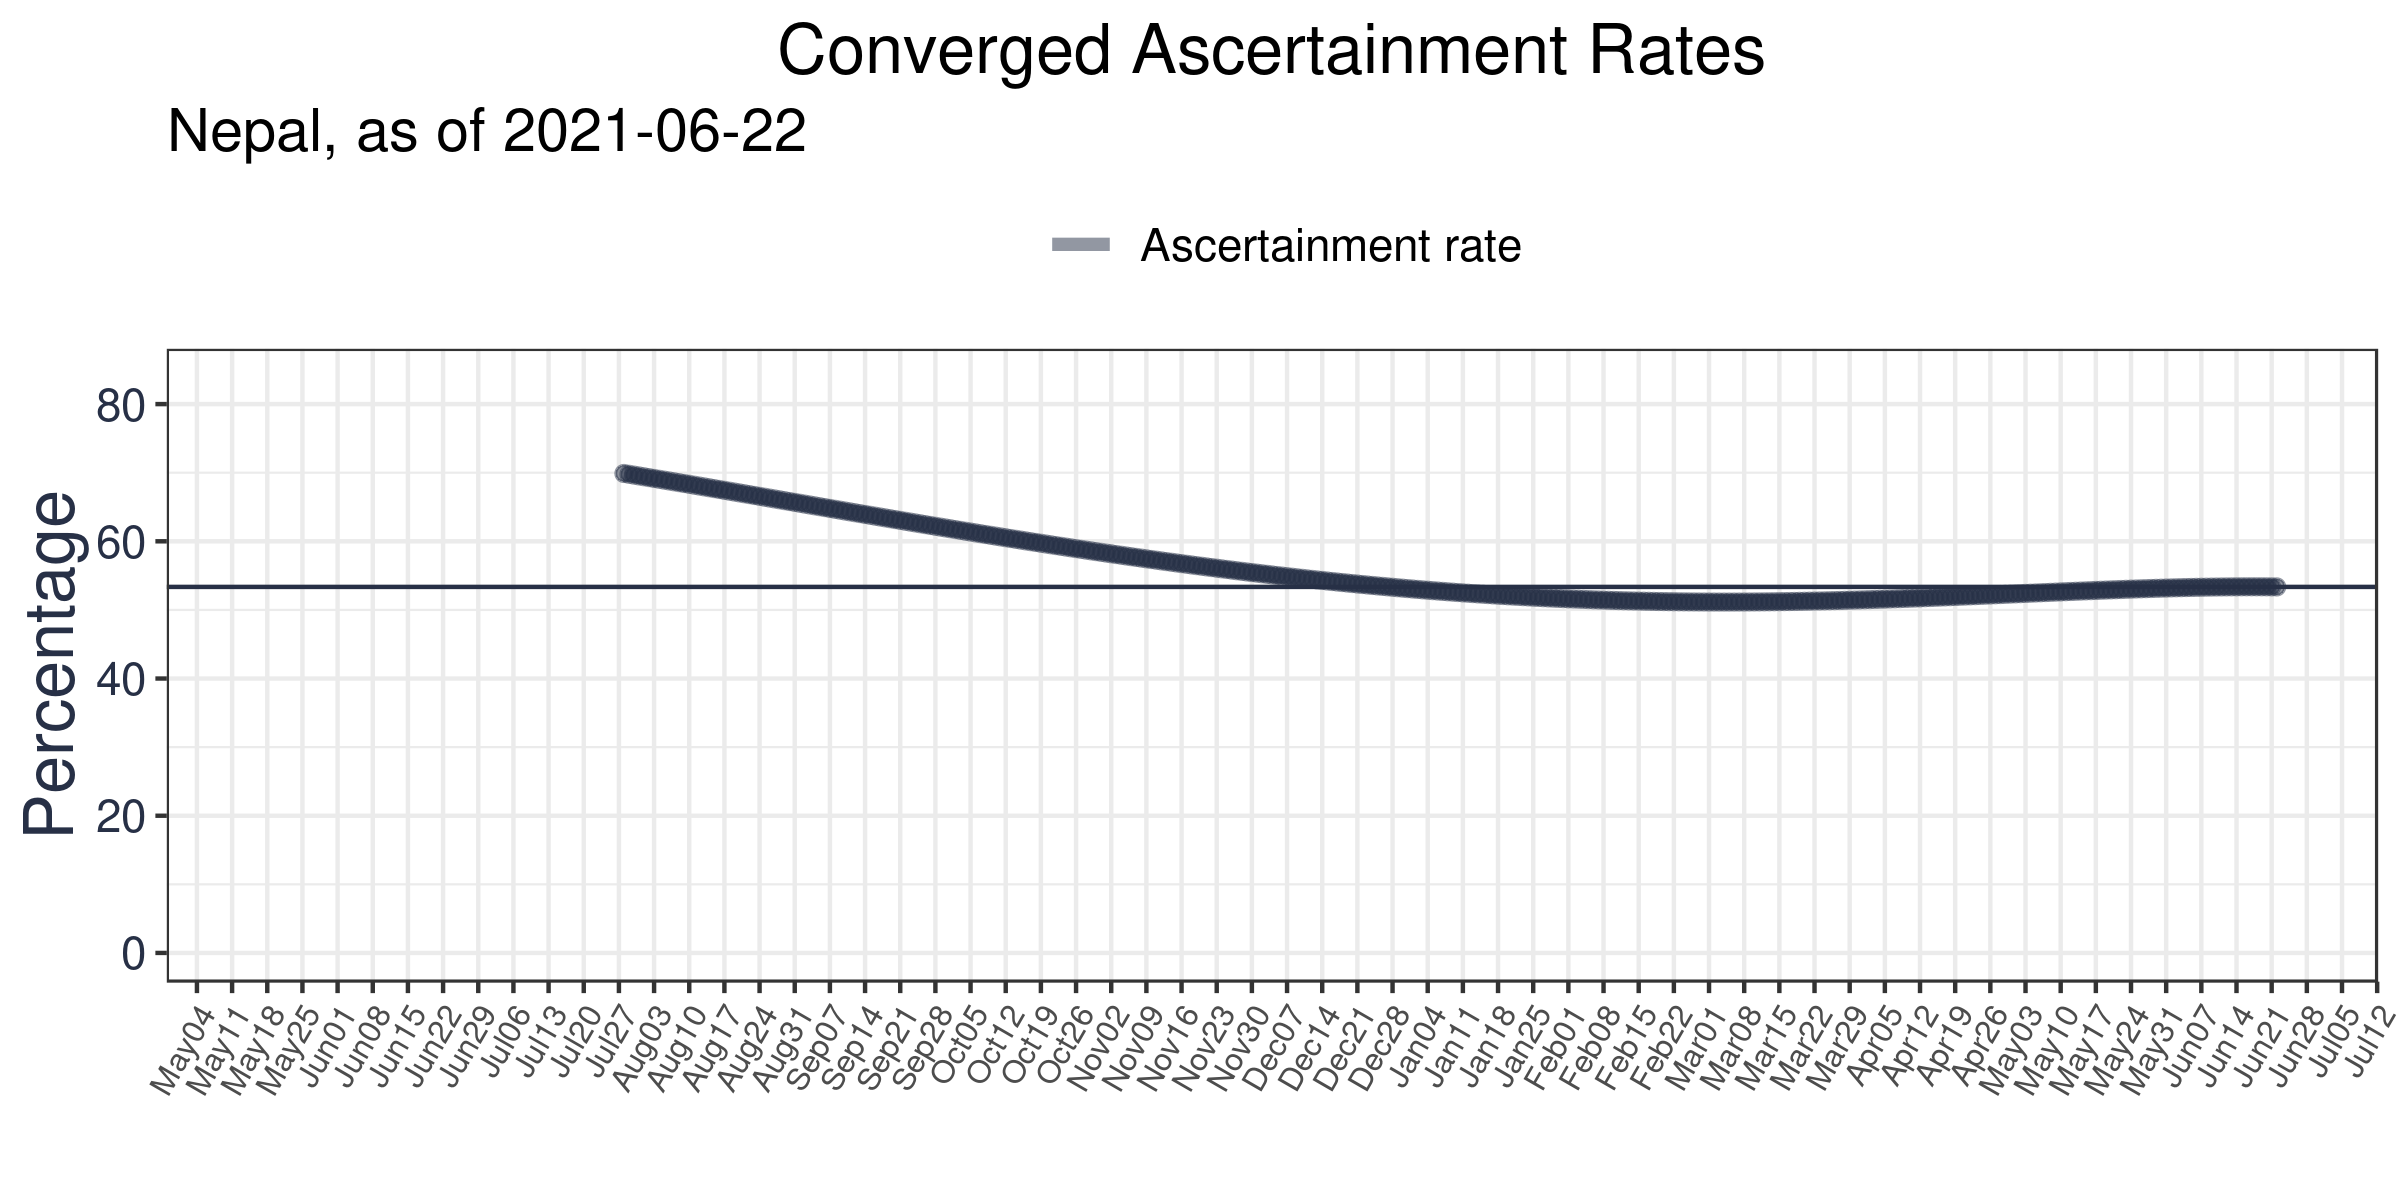 Converged Ascertainment Rates
Nepal, as of 2021-06-22
Ascertainment rate
Percentage
80
60
40
20
0
May04 May11 May18 May25 Jun01 Jun08 Jun15 Jun22 Jun29 Jul06 Jul13 Jul20 Jul27 Aug03 Aug10 Aug17 Aug24 Aug31 Sep07 Sep14 Sep21 Sep28 Oct05 Oct12 Oct19 Oct26 Nov02 Nov09 Nov16 Nov23 Nov30 Dec07 Dec14 Dec21 Dec28 Jan04 Jan11 Jan18 Jan25 Feb01 Feb08 Feb15 Feb22 Mar01 Mar08 Mar15 Mar22 Mar29 Apr05 Apr12 Apr19 Apr26 May03 May10 May17 May24 May31 Jun07 Jun14 Jun21 Jun28 Jul05 Jul12